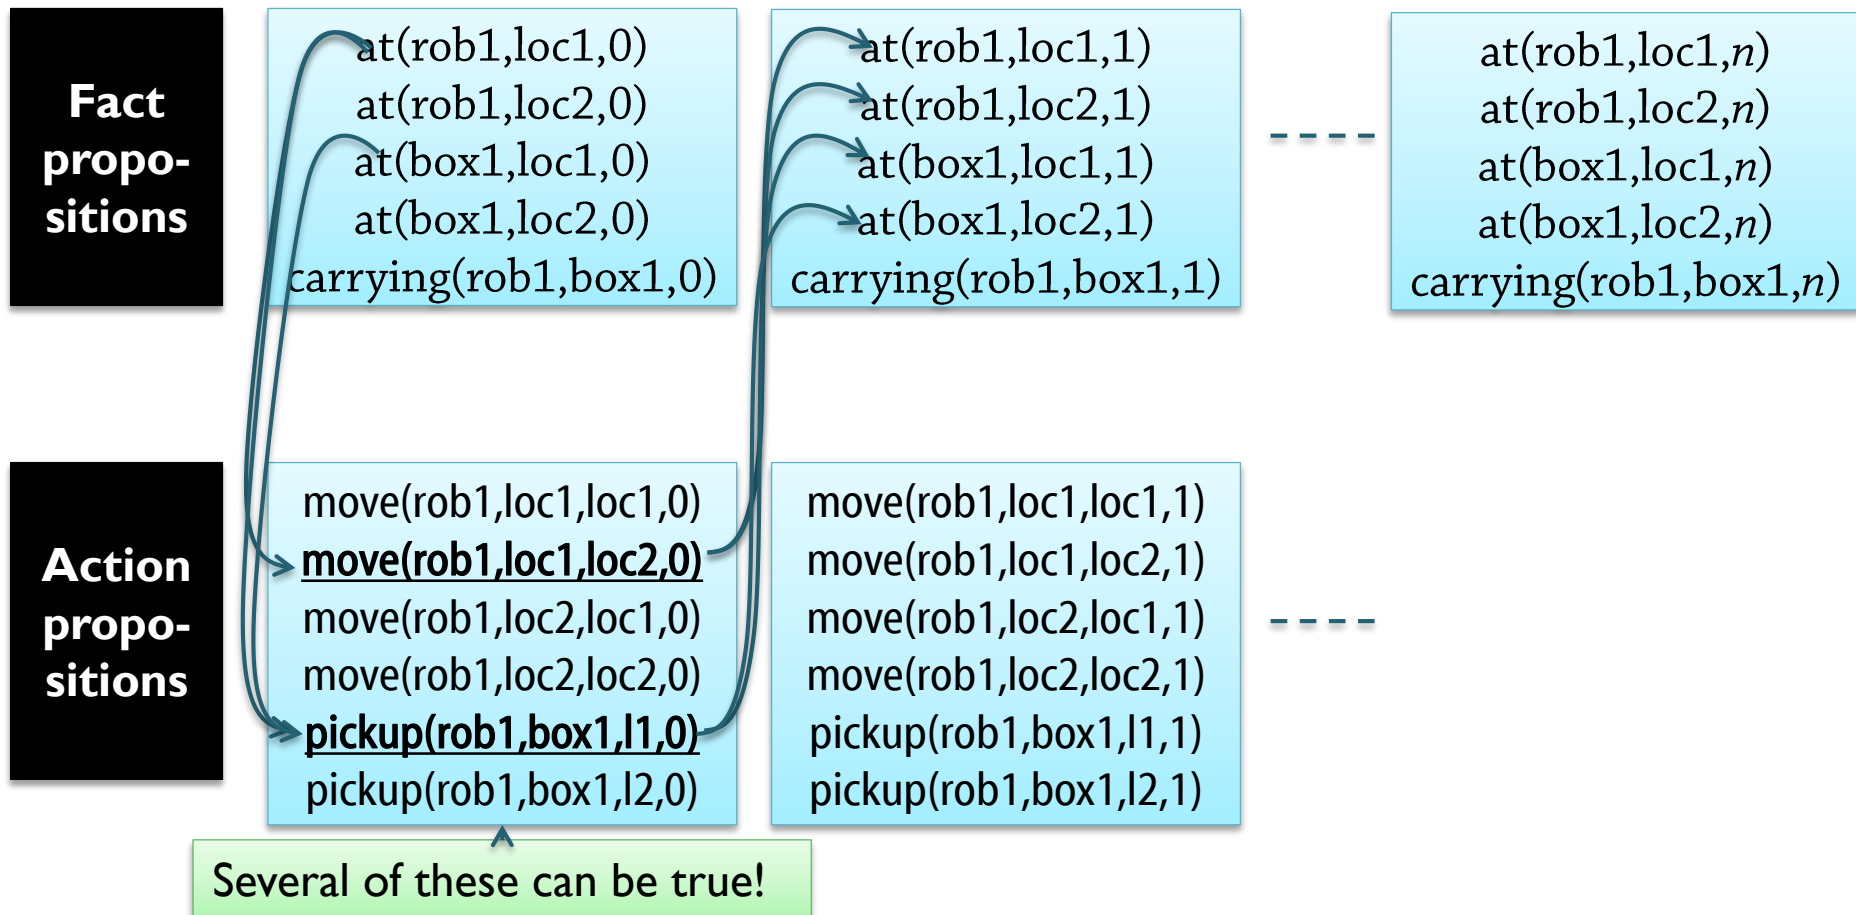 Fact
propo-
sitions
at(rob1,loc1,0)
at(rob1,loc2,0)
at(box1,loc1,0)
at(box1,loc2,0)
carrying(rob1,box1,0)
at(rob1,loc1,1)
at(rob1,loc2,1)
at(box1,loc1,1)
at(box1,loc2,1)
carrying(rob1,box1,1)
at(rob1,loc1,n)
at(rob1,loc2,n)
at(box1,loc1,n)
at(box1,loc2,n)
carrying(rob1,box1,n)
Action
propo-
sitions
move(rob1,loc1,loc1,0)
move(rob1,loc1,loc2,0)
move(rob1,loc2,loc1,0)
move(rob1,loc2,loc2,0)
pickup(rob1,box1,l1,0)
pickup(rob1,box1,l2,0)
move(rob1,loc1,loc1,1)
move(rob1,loc1,loc2,1)
move(rob1,loc2,loc1,1)
move(rob1,loc2,loc2,1)
pickup(rob1,box1,l1,1)
pickup(rob1,box1,l2,1)
Several of these can be true!